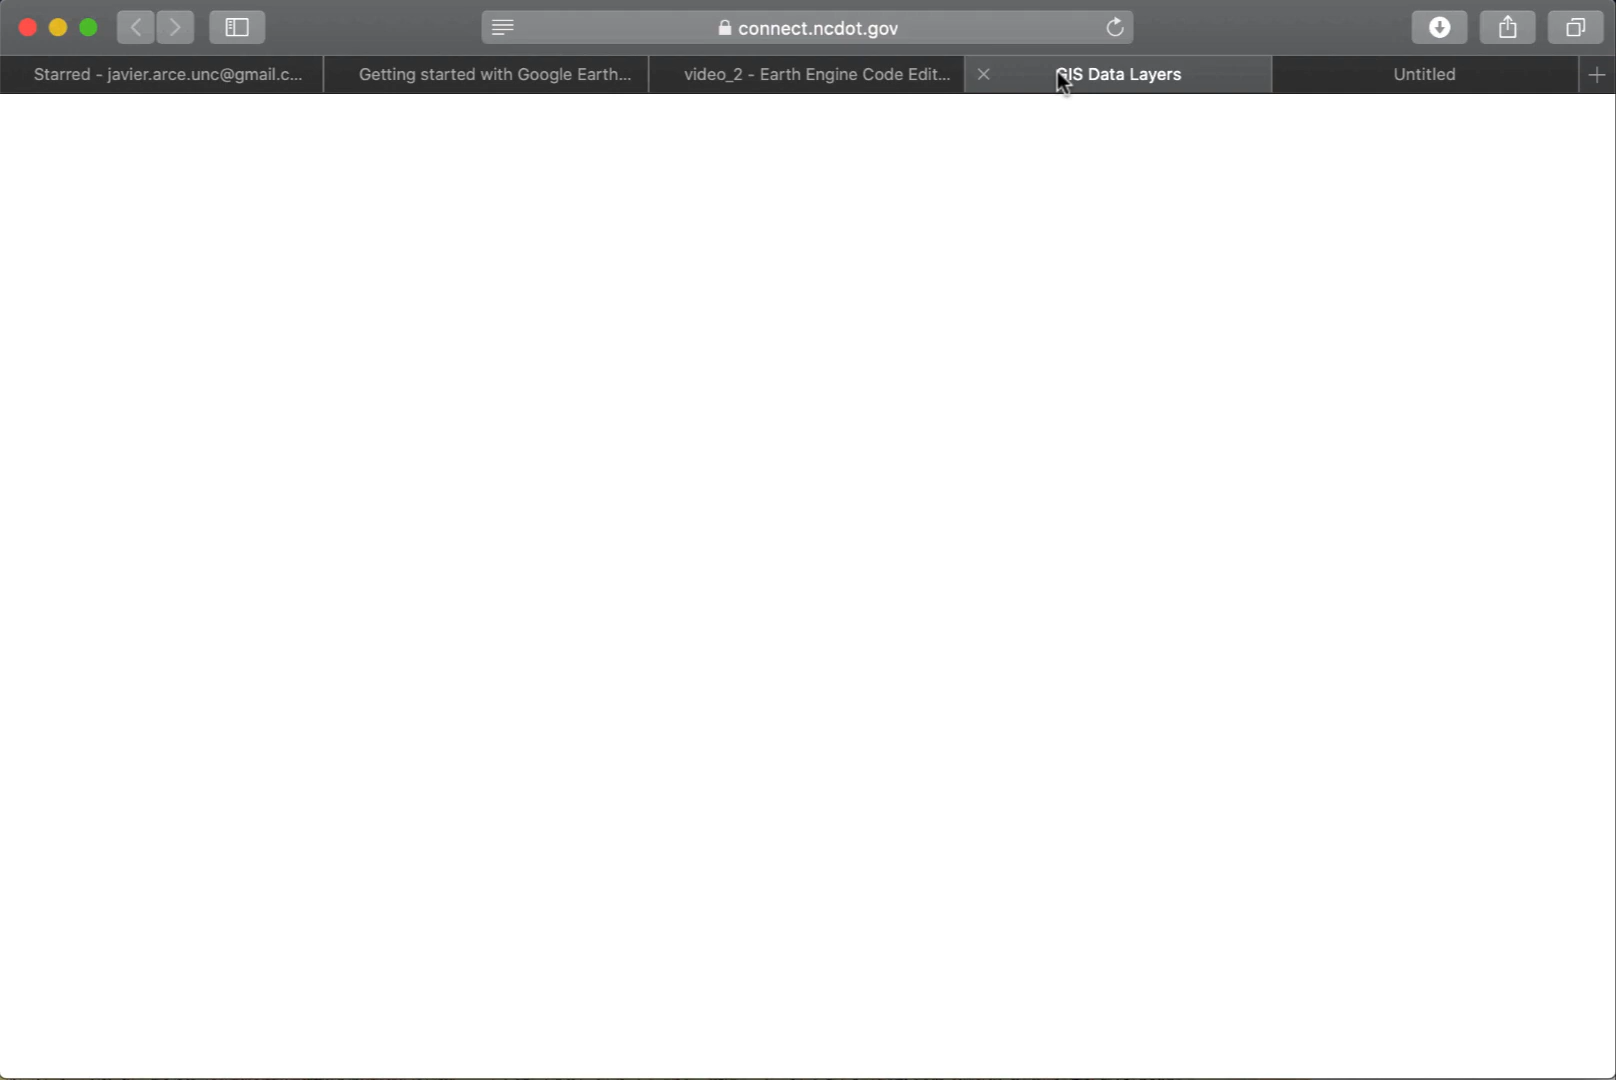 connect.ncdot.gov
Starred - javier.arce.unc@gmail.c...
Getting started with Google Earth...
video_2 - Earth Engine Code Edit...
GIS Data Layers
Untitled